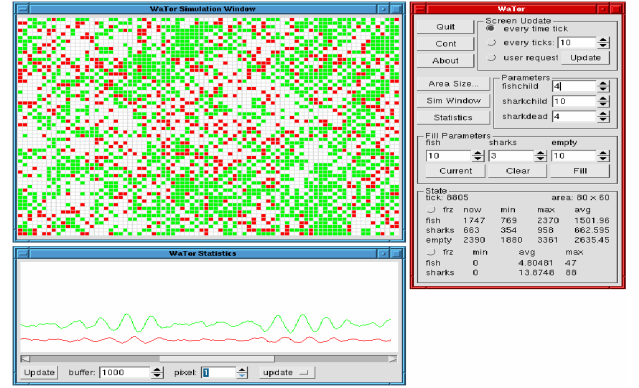 WaTor Simulation Window
WaTor
Quit
Cont
About
Screen Update
every time tick
every ticks: 10
user request Update
Area Size...
Sim Window
Statistics
Parameters
fishchild 4
sharkchild 10
sharkdead 4
Fill Parameters
fish sharks empty
10 3 10
Current Clear Fill
State
tick: 6805 area: 80 × 60
frz now min max avg
fish 1747 769 2370 1501.96
sharks 663 354 958 662.595
empty 2390 1880 3361 2635.45
frz min avg max
fish 0 4.80481 47
sharks 0 13.8748 88
WaTor Statistics
Update buffer: 1000 pixel: 1 update